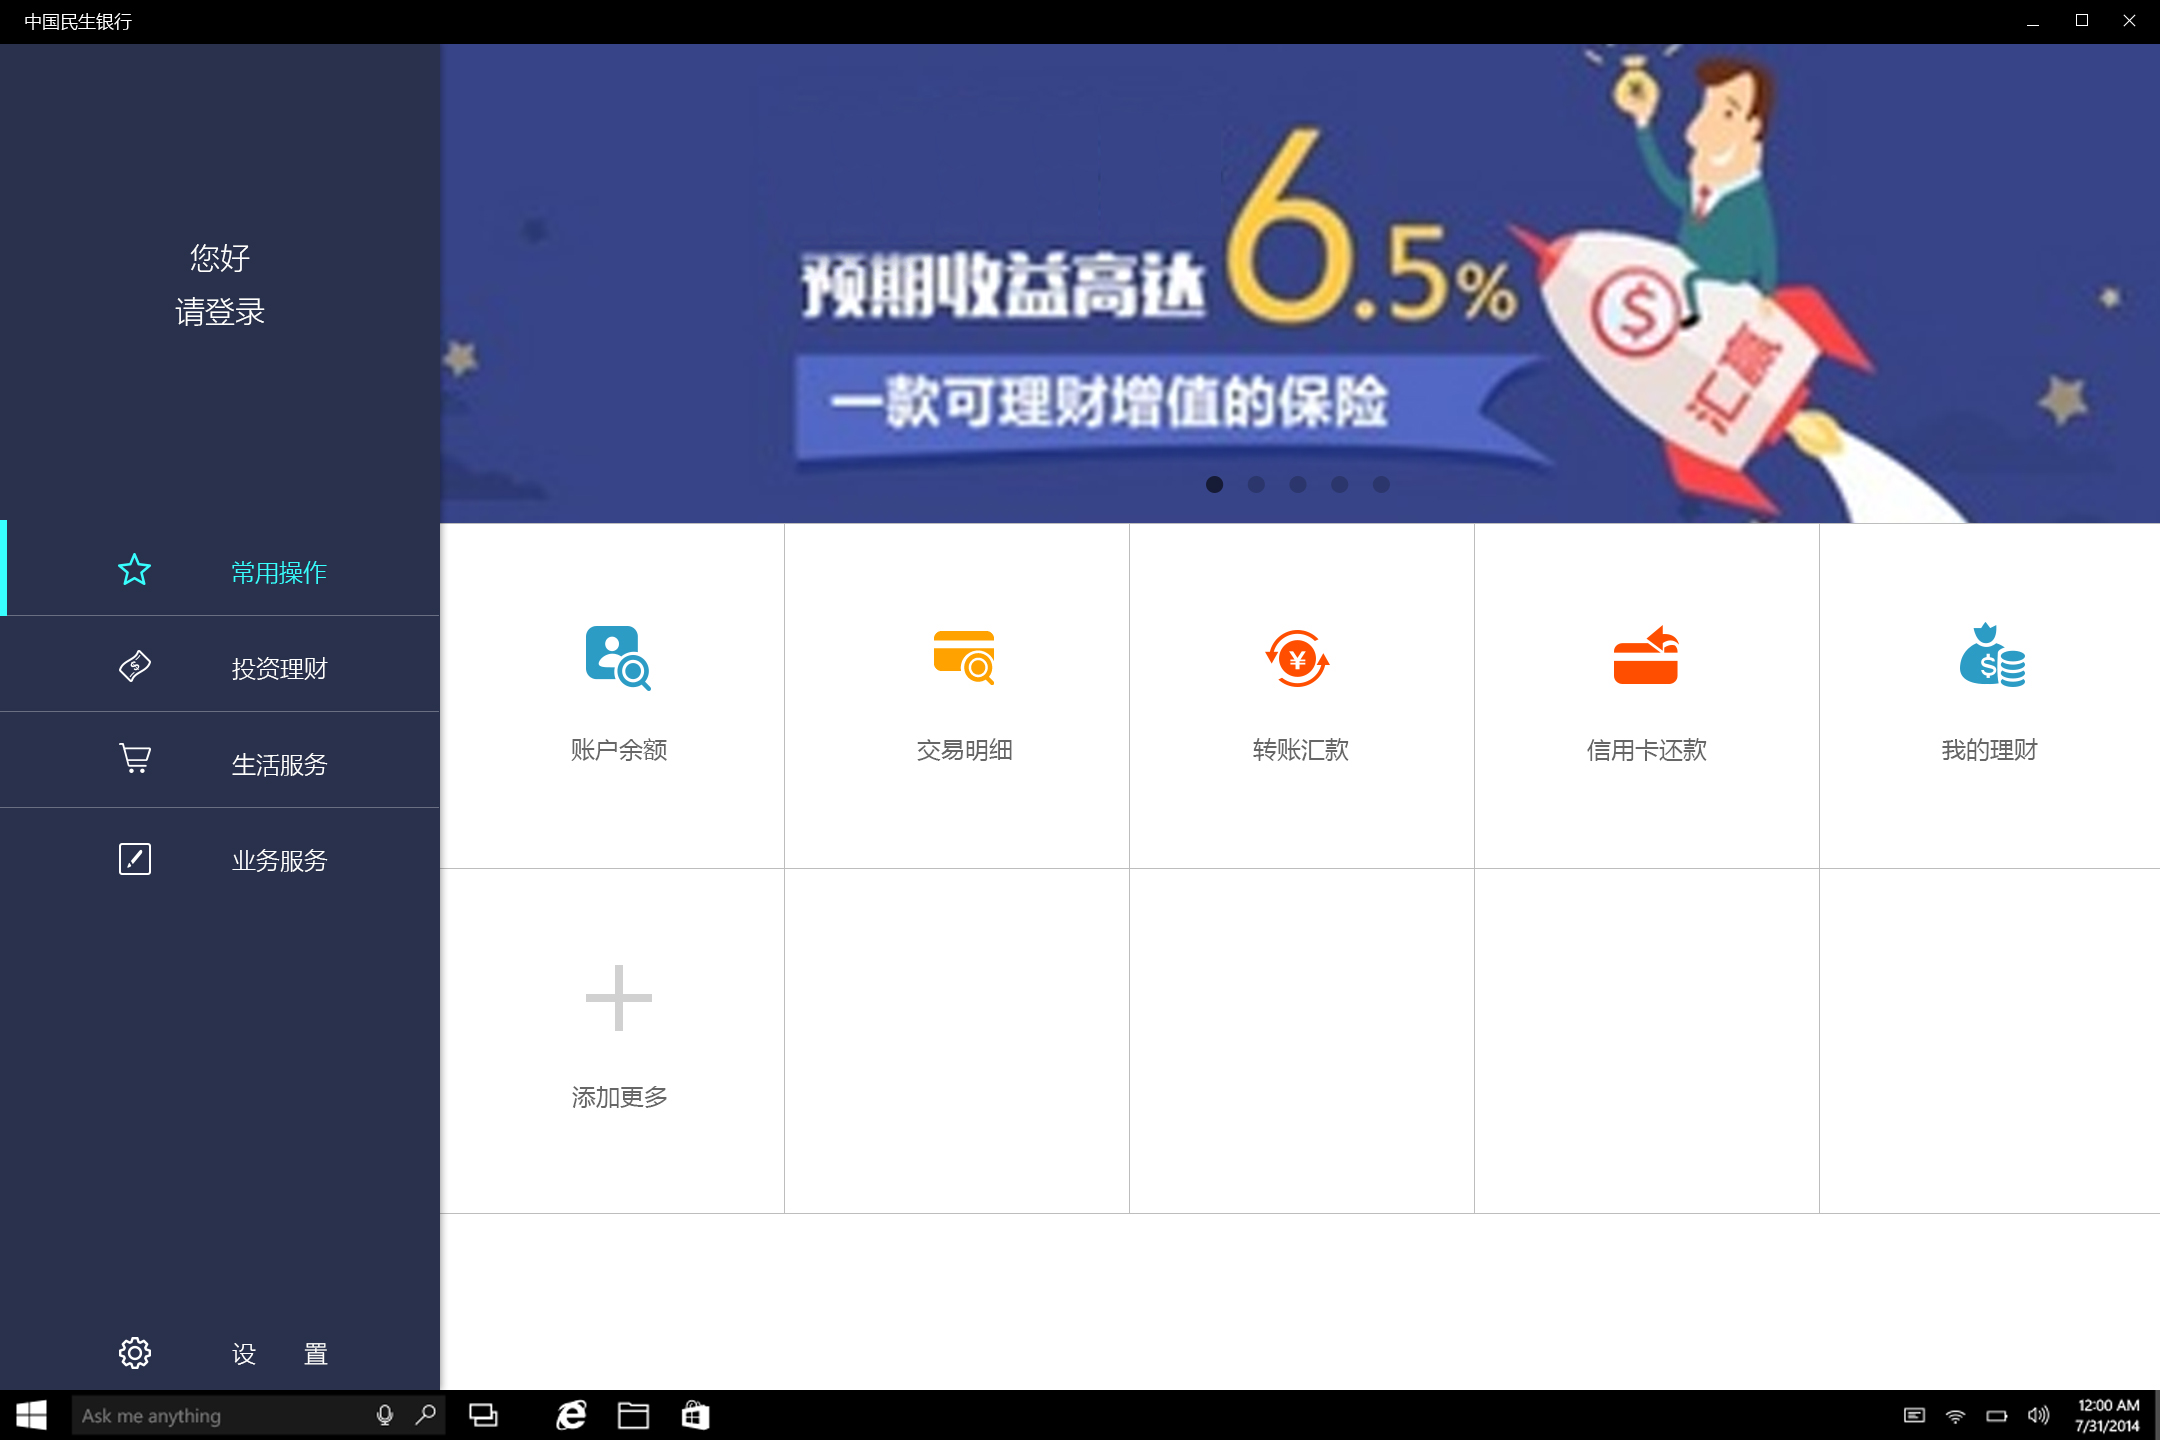 中国民生银行
您好
请登录
常用操作
投资理财
生活服务
业务服务
设 置
预期收益高达6.5%
一款可理财增值的保险
$
汇赢
账户余额
交易明细
转账汇款
信用卡还款
我的理财
添加更多
Ask me anything
12:00 AM
7/31/2014